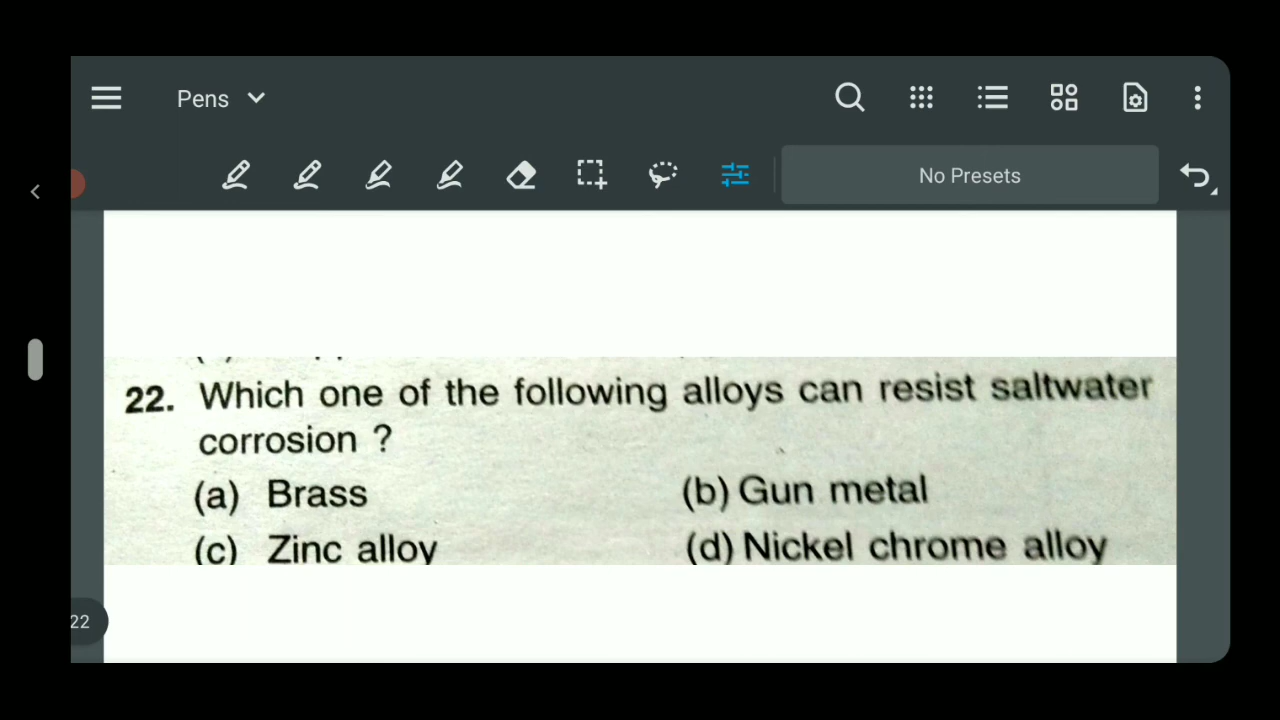 Pens
No Presets
22. Which one of the following alloys can resist saltwater
corrosion ?
(a) Brass (b) Gun metal
(c) Zinc alloy (d) Nickel chrome alloy
22